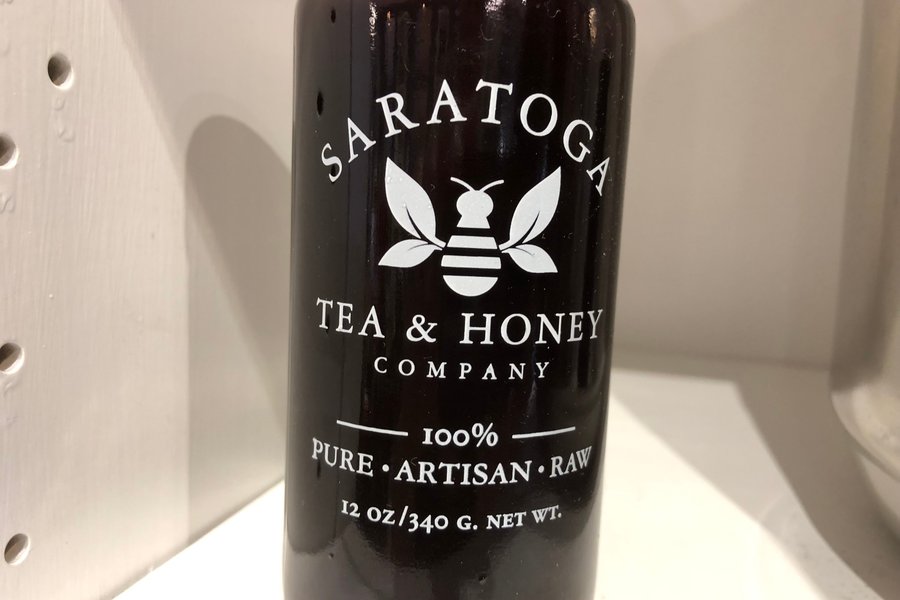 SARATOGA
TEA & HONEY
COMPANY
100%
PURE • ARTISAN • RAW
12 OZ/340 G. NET WT.